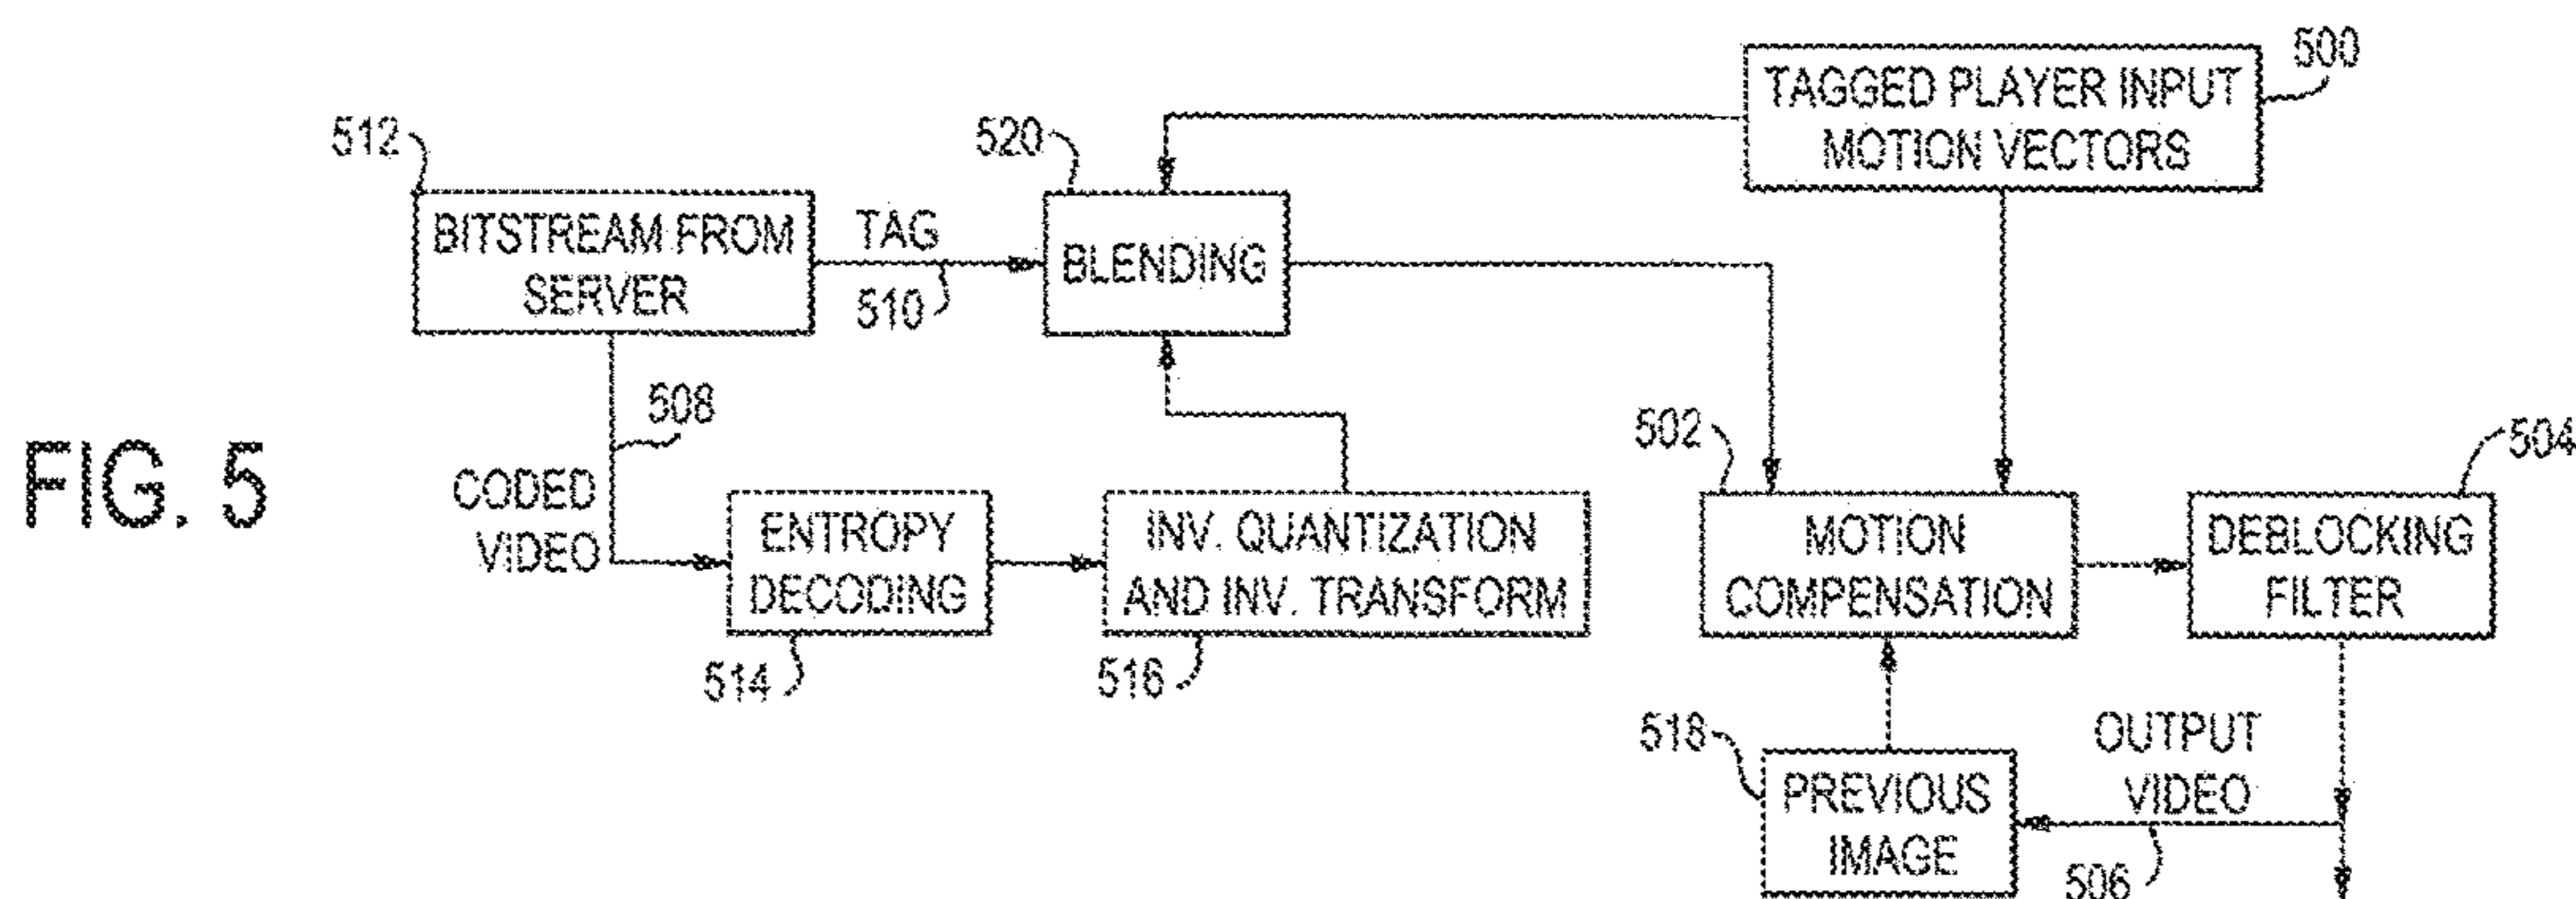 500
TAGGED PLAYER INPUT
MOTION VECTORS
512
520
BITSTREAM FROM
SERVER
TAG
510
BLENDING
508
CODED
VIDEO
FIG. 5
502
504
ENTROPY
DECODING
INV. QUANTIZATION
AND INV. TRANSFORM
MOTION
COMPENSATION
DEBLOCKING
FILTER
514
516
518
PREVIOUS
IMAGE
OUTPUT
VIDEO
506